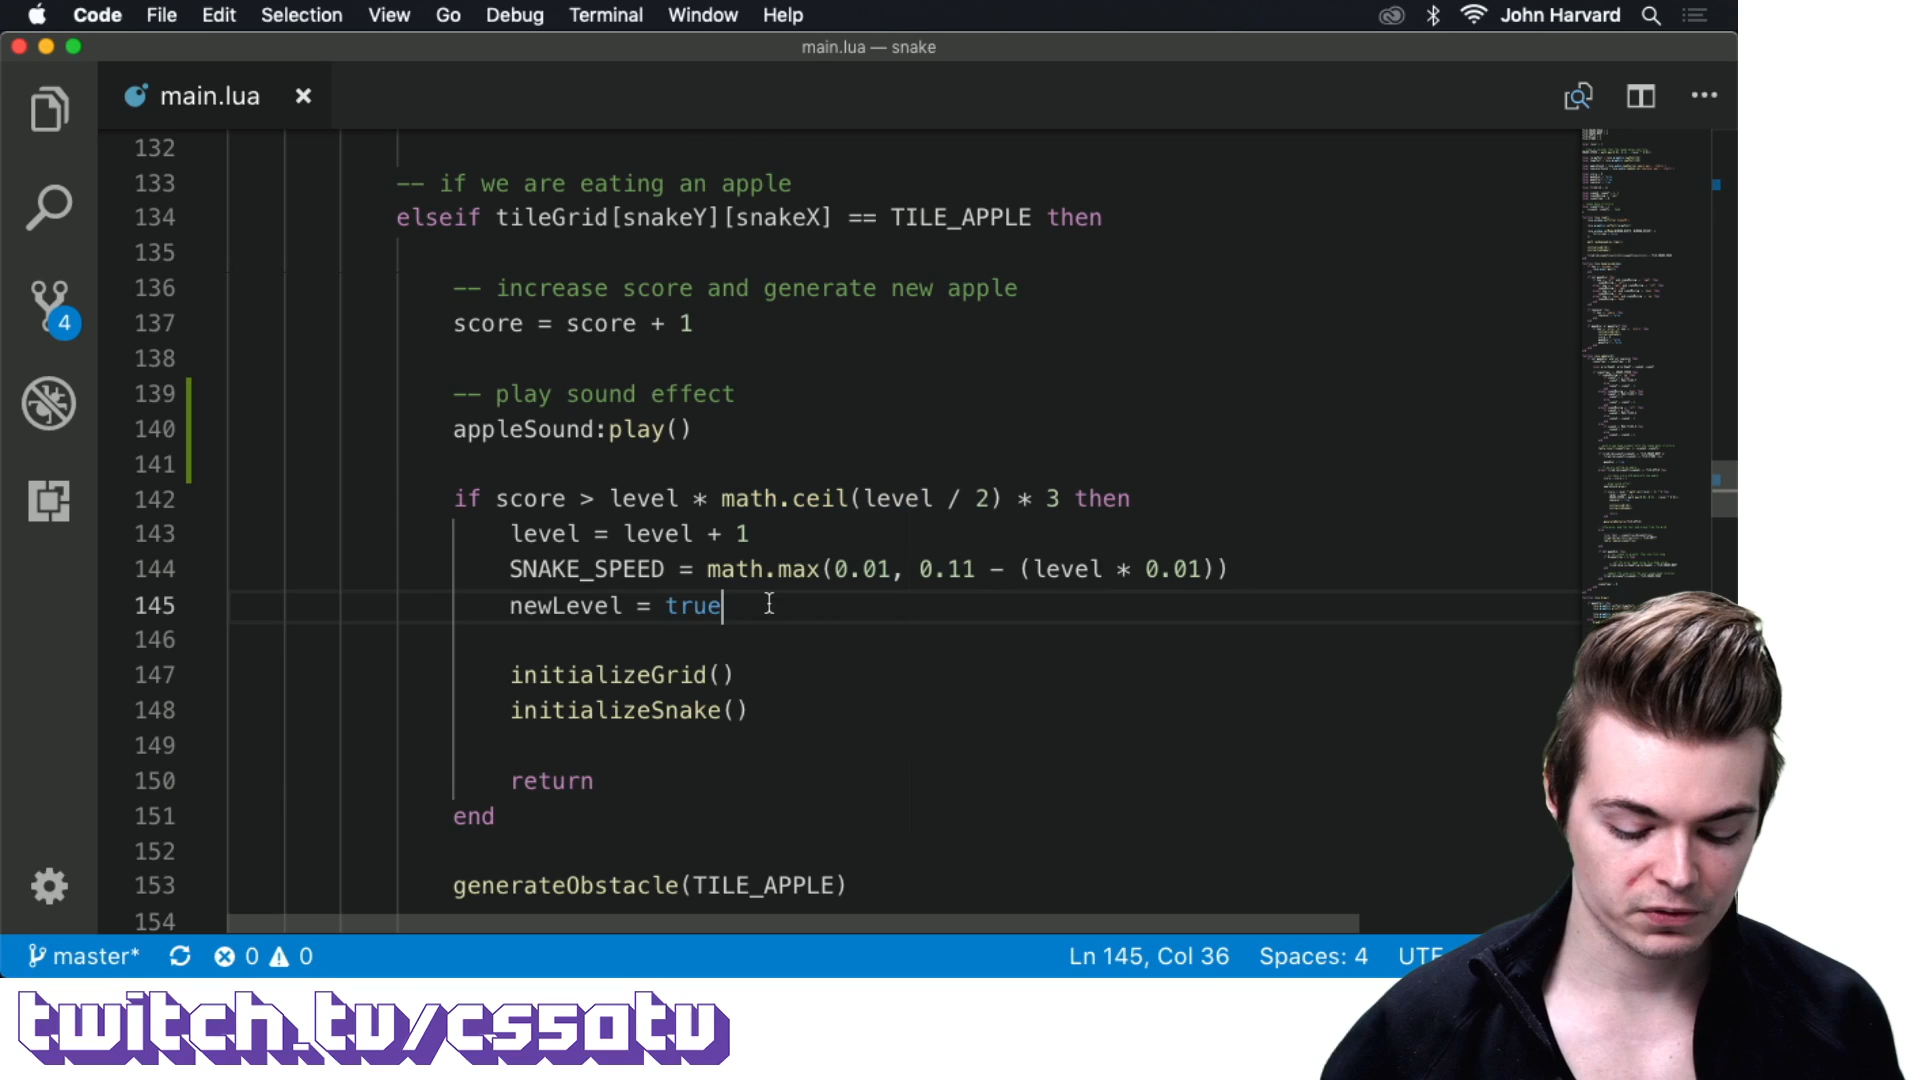 Code File Edit Selection View Go Debug Terminal Window Help John Harvard
main.lua — snake
main.lua
132
133 -- if we are eating an apple
134 elseif tileGrid[snakeY][snakeX] == TILE_APPLE then
135
136 -- increase score and generate new apple
137 score = score + 1
138
139 -- play sound effect
140 appleSound:play()
141
142 if score > level * math.ceil(level / 2) * 3 then
143 level = level + 1
144 SNAKE_SPEED = math.max(0.01, 0.11 - (level * 0.01))
145 newLevel = true
146
147 initializeGrid()
148 initializeSnake()
149
150 return
151 end
152
153 generateObstacle(TILE_APPLE)
154
4
master* 0 0 Ln 145, Col 36 Spaces: 4 UTF
twitch.tv/cs50tv